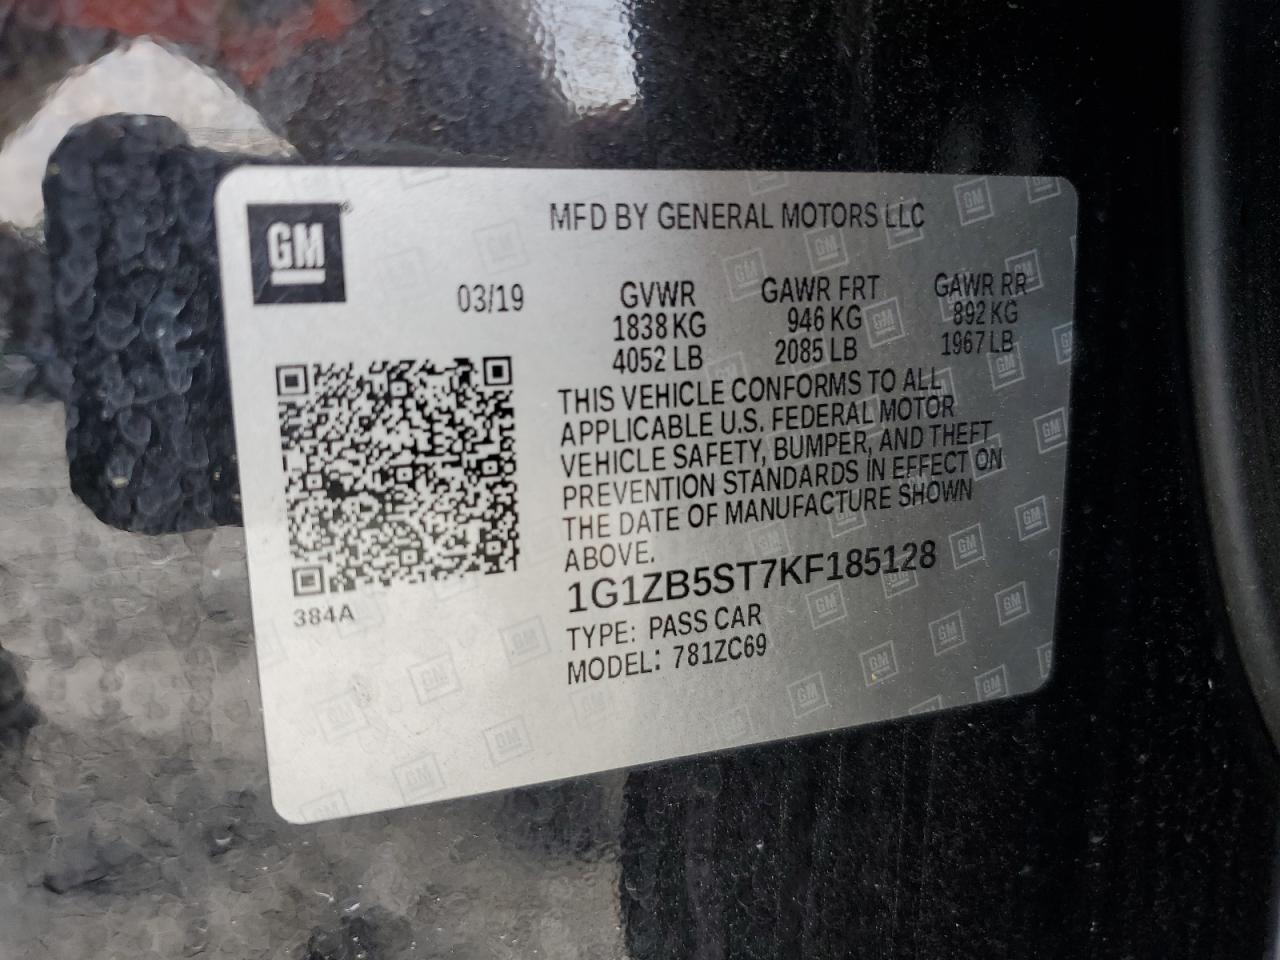 GM
MFD BY GENERAL MOTORS LLC
03/19
GVWR GAWR FRT GAWR RR
1838 KG 946 KG 892 KG
4052 LB 2085 LB 1967 LB
THIS VEHICLE CONFORMS TO ALL
APPLICABLE U.S. FEDERAL MOTOR
VEHICLE SAFETY, BUMPER, AND THEFT
PREVENTION STANDARDS IN EFFECT ON
THE DATE OF MANUFACTURE SHOWN
ABOVE.
1G1ZB5ST7KF185128
384A
TYPE: PASS CAR
MODEL: 781ZC69